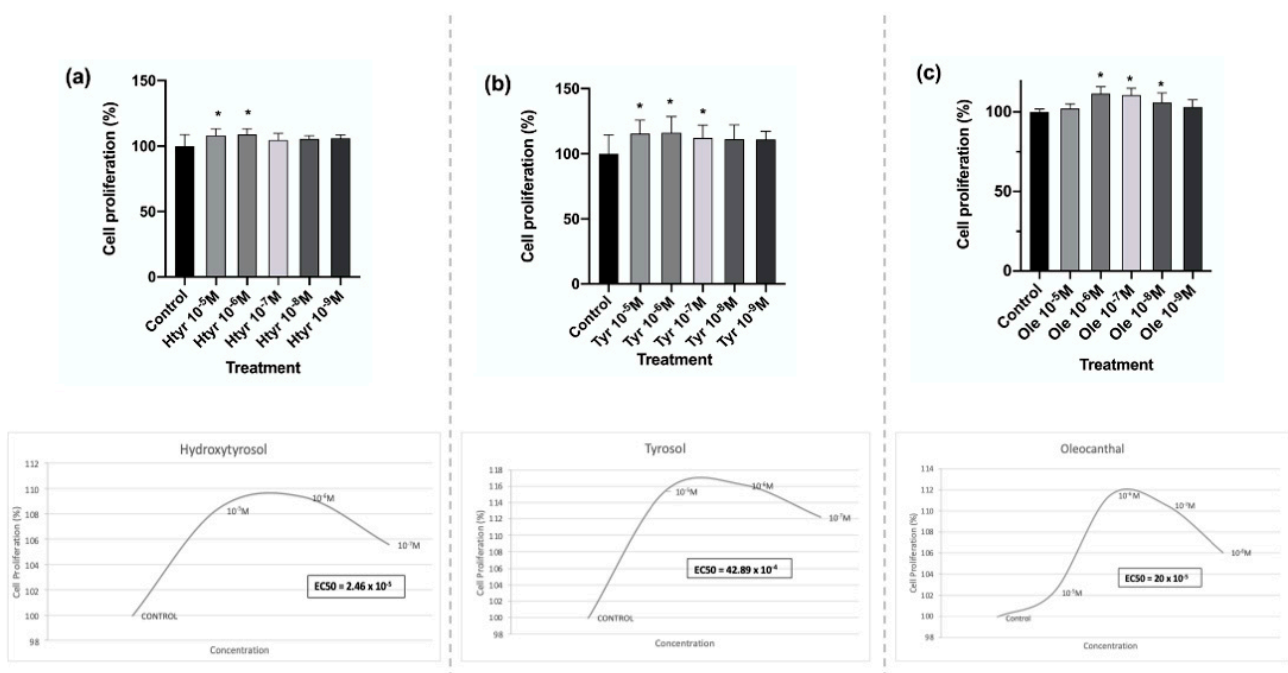 (a)
Cell proliferation (%)
150
100
50
0
* *
Control
Htyr 10⁻⁵M
Htyr 10⁻⁶M
Htyr 10⁻⁷M
Htyr 10⁻⁸M
Htyr 10⁻⁹M
Treatment
(b)
Cell proliferation (%)
150
100
50
0
* * *
Control
Tyr 10⁻⁵M
Tyr 10⁻⁶M
Tyr 10⁻⁷M
Tyr 10⁻⁸M
Tyr 10⁻⁹M
Treatment
(c)
Cell proliferation (%)
100
50
0
* * *
Control
Ole 10⁻⁵M
Ole 10⁻⁶M
Ole 10⁻⁷M
Ole 10⁻⁸M
Ole 10⁻⁹M
Treatment
Hydroxytyrosol
Cell Proliferation (%)
112
110
108
106
104
102
100
98
CONTROL
10⁻⁵M
10⁻⁶M
10⁻⁷M
EC50 = 2.46 x 10⁻⁵
Concentration
Tyrosol
Cell Proliferation (%)
118
116
114
112
110
108
106
104
102
100
98
CONTROL
10⁻⁵M
10⁻⁶M
10⁻⁷M
EC50 = 42.89 x 10⁻⁴
Concentration
Oleocanthal
Cell Proliferation (%)
114
112
110
108
106
104
102
100
98
Control
10⁻⁵M
10⁻⁶M
10⁻⁷M
10⁻⁸M
EC50 = 20 x 10⁻⁵
Concentration